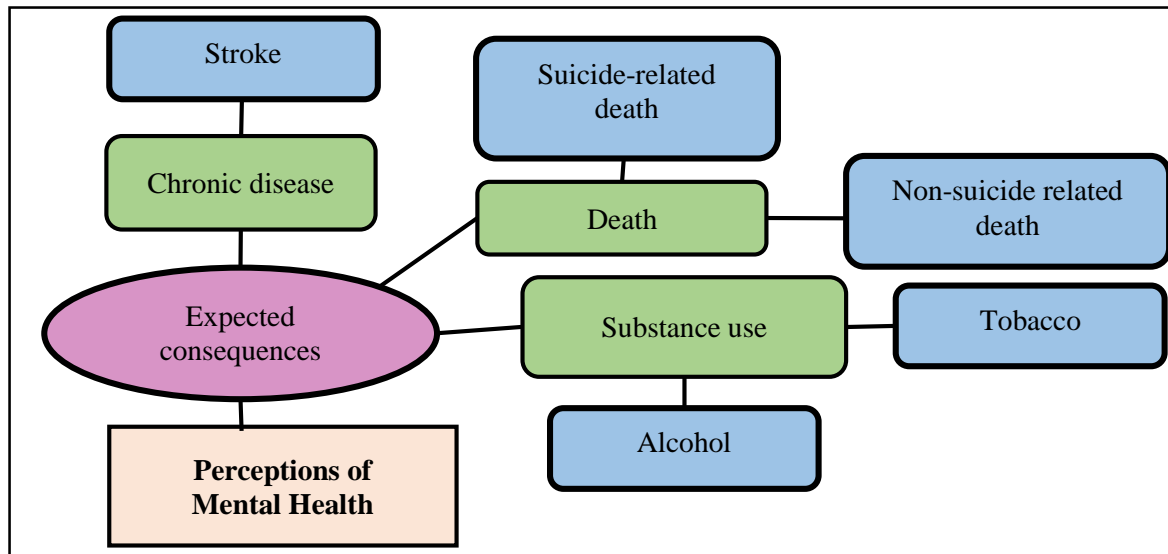 Stroke
Suicide-related
death
Chronic disease
Death
Non-suicide related
death
Expected
consequences
Substance use
Tobacco
Alcohol
Perceptions of
Mental Health